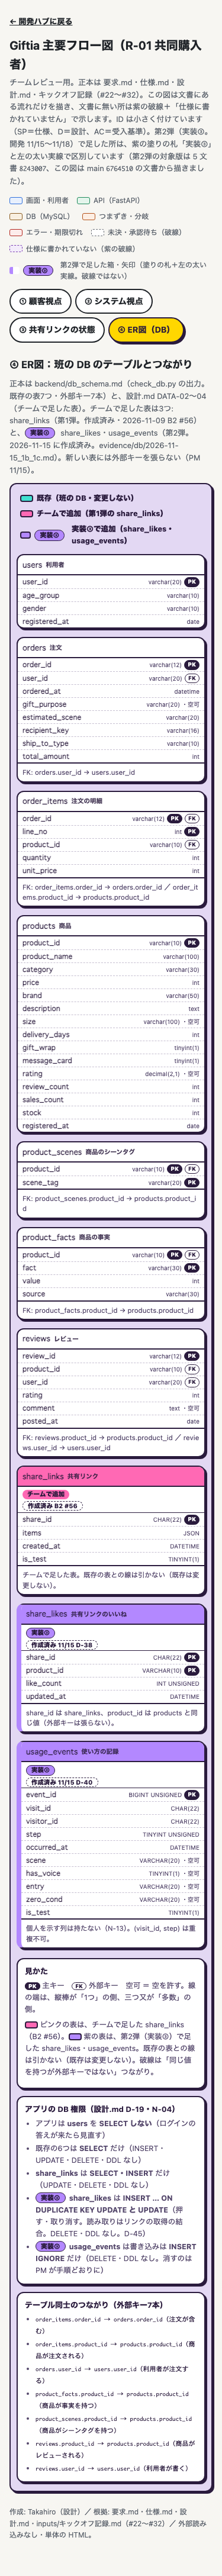 ← 開発ハブに戻る
Giftia 主要フロー図（R-01 共同購入者）
チームレビュー用。正本は 要求.md・仕様.md・設計.md・キックオフ記録.md（#22〜#32）。この図は文書にある流れだけを描き、文書に無い所は紫の破線＋「仕様に書かれていない」と書く。ID は小さく付けています（SP＝仕様、D＝設計、AC＝受入基準）。第2弾（実装②。開発 11/15〜11/18）で足した所は、紫の塗りの札「実装②」と左の太い実線で区別しています（第2弾の対象版は 5 文書
画面・利用者
API（FastAPI）
DB（MySQL）
つまずき・分岐
エラー・期限切れ
未決・承認待ち（破線）
仕様に書かれていない（紫の破線）
実装②
第2弾で足した箱・矢印（塗りの札＋左の太い実線。破線ではない）
① 顧客視点
② システム視点
③ 共有リンクの状態
④ ER図（DB）
④ ER図：班の DB のテーブルとつながり
正本は backend/db_schema.md（check_db.py の出力。既存の表7つ・外部キー7本）と、設計.md DATA-02〜04（チームで足した表）。チームで足した表は3つ：share_links（第1弾。作成済み・2026-11-09 B2 #56）と、実装② share_likes・usage_events（第2弾。2026-11-15 に作成済み。evidence/db/2026-11-15_1b_1c.md）。新しい表には外部キーを張らない（PM 11/15）。
既存（班の DB・変更しない）
チームで追加（第1弾の share_links）
実装② 実装②で追加（share_likes・usage_events）
users 利用者
user_id varchar(20) PK
age_group varchar(10)
gender varchar(10)
registered_at date
orders 注文
order_id varchar(12) PK
user_id varchar(20) FK
ordered_at datetime
gift_purpose varchar(20) ・空可
estimated_scene varchar(20)
recipient_key varchar(16)
ship_to_type varchar(10)
total_amount int
FK: orders.user_id → users.user_id
order_items 注文の明細
order_id varchar(12) PK FK
line_no int PK
product_id varchar(10) FK
quantity int
unit_price int
FK: order_items.order_id → orders.order_id ／ order_items.product_id → products.product_id
products 商品
product_id varchar(10) PK
product_name varchar(100)
category varchar(30)
price int
brand varchar(50)
description text
size varchar(100) ・空可
delivery_days int
gift_wrap tinyint(1)
message_card tinyint(1)
rating decimal(2,1) ・空可
review_count int
sales_count int
stock int
registered_at date
product_scenes 商品のシーンタグ
product_id varchar(10) PK FK
scene_tag varchar(20) PK
FK: product_scenes.product_id → products.product_id
product_facts 商品の事実
product_id varchar(10) PK FK
fact varchar(30) PK
value int
source varchar(30)
FK: product_facts.product_id → products.product_id
reviews レビュー
review_id varchar(12) PK
product_id varchar(10) FK
user_id varchar(20) FK
rating int
comment text ・空可
posted_at date
FK: reviews.product_id → products.product_id ／ reviews.user_id → users.user_id
share_links 共有リンク
チームで追加
作成済み B2 #56
share_id CHAR(22) PK
items JSON
created_at DATETIME
is_test TINYINT(1)
チームで足した表。既存の表との線は引かない（既存は変更しない）。
share_likes 共有リンクのいいね
実装②
作成済み 11/15 D-38
share_id CHAR(22) PK
product_id VARCHAR(10) PK
like_count INT UNSIGNED
updated_at DATETIME
share_id は share_links、product_id は products と同じ値（外部キーは張らない）。
usage_events 使い方の記録
実装②
作成済み 11/15 D-40
event_id BIGINT UNSIGNED PK
visit_id CHAR(22)
visitor_id CHAR(22)
step TINYINT UNSIGNED
occurred_at DATETIME
scene VARCHAR(20) ・空可
has_voice TINYINT(1) ・空可
entry VARCHAR(20) ・空可
zero_cond VARCHAR(20) ・空可
is_test TINYINT(1)
個人を示す列は持たない（N-13）。(visit_id, step) は重複不可。
見かた
PK 主キー FK 外部キー 空可 ＝ 空を許す。線の端は、縦棒が「1つ」の側、三つ又が「多数」の側。
ピンクの表は、チームで足した share_links（B2 #56）。紫の表は、第2弾（実装②）で足した share_likes・usage_events。既存の表との線は引かない（既存は変更しない）。破線は「同じ値を持つが外部キーではない」つながり。
アプリの DB 権限（設計.md D-19・N-04）
アプリは users を SELECT しない（ログインの答えが来たら見直す）
既存の6つは SELECT だけ（INSERT・UPDATE・DELETE・DDL なし）
share_links は SELECT・INSERT だけ（UPDATE・DELETE・DDL なし）
実装② share_likes は INSERT … ON DUPLICATE KEY UPDATE と UPDATE（押す・取り消す。読み取りはリンクの取得の結合。DELETE・DDL なし。D-45）
実装② usage_events は書き込みは INSERT IGNORE だけ（DELETE・DDL なし。消すのは PM が手順どおりに）
テーブル同士のつながり（外部キー7本）
order_items.order_id → orders.order_id（注文が含む）
order_items.product_id → products.product_id（商品が注文される）
orders.user_id → users.user_id（利用者が注文する）
product_facts.product_id → products.product_id（商品が事実を持つ）
product_scenes.product_id → products.product_id（商品がシーンタグを持つ）
reviews.product_id → products.product_id（商品がレビューされる）
reviews.user_id → users.user_id（利用者が書く）
作成: Takahiro（設計）／ 根拠: 要求.md・仕様.md・設計.md・inputs/キックオフ記録.md（#22〜#32）／ 外部読み込みなし・単体の HTML。